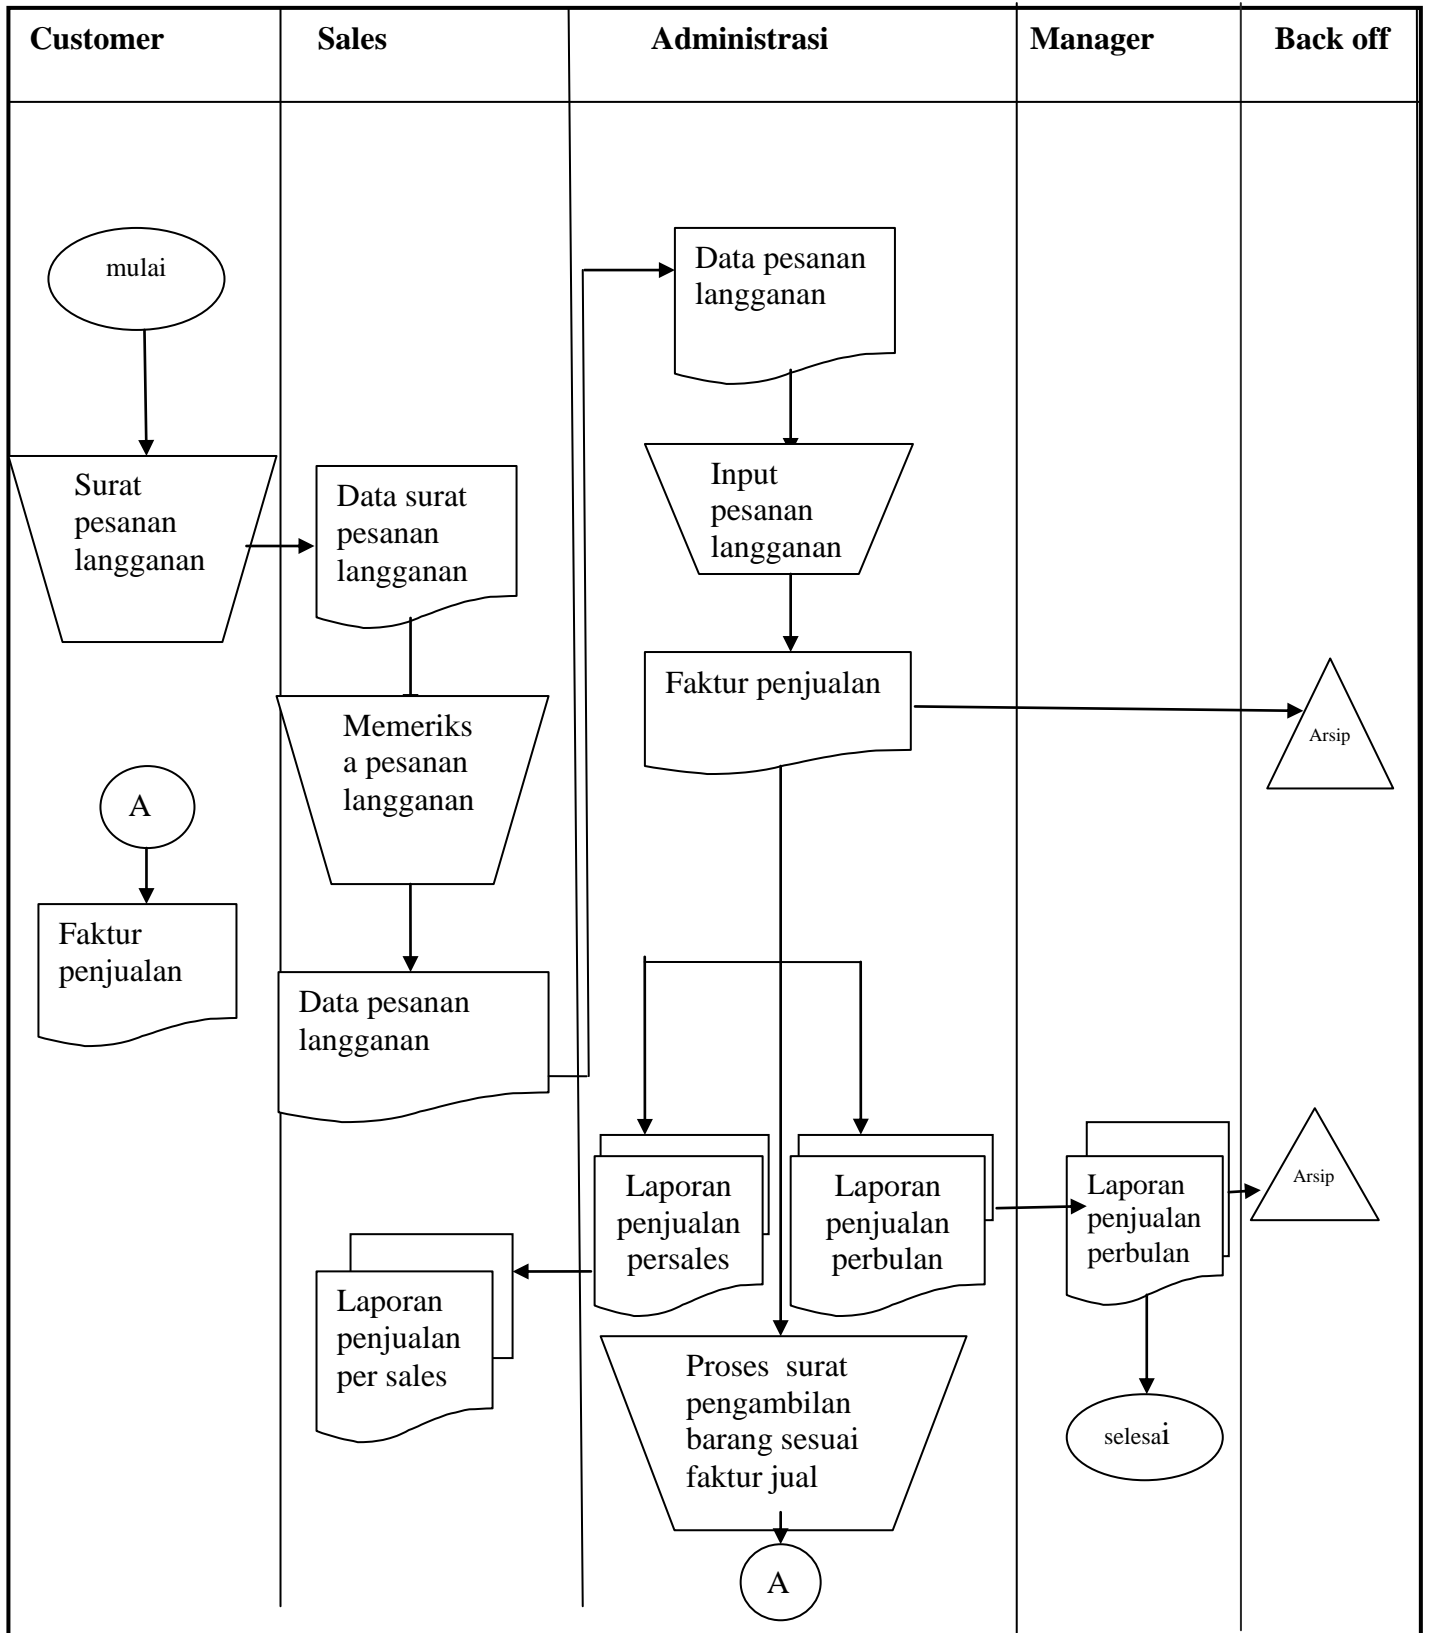 Customer
Sales
Administrasi
Manager
Back off
mulai
Surat
pesanan
langganan
A
Faktur
penjualan
Data surat
pesanan
langganan
Memeriks
a pesanan
langganan
Data pesanan
langganan
Laporan
penjualan
per sales
Data pesanan
langganan
Input
pesanan
langganan
Faktur penjualan
Laporan
penjualan
persales
Laporan
penjualan
perbulan
Proses surat
pengambilan
barang sesuai
faktur jual
A
Laporan
penjualan
perbulan
selesai
Arsip
Arsip